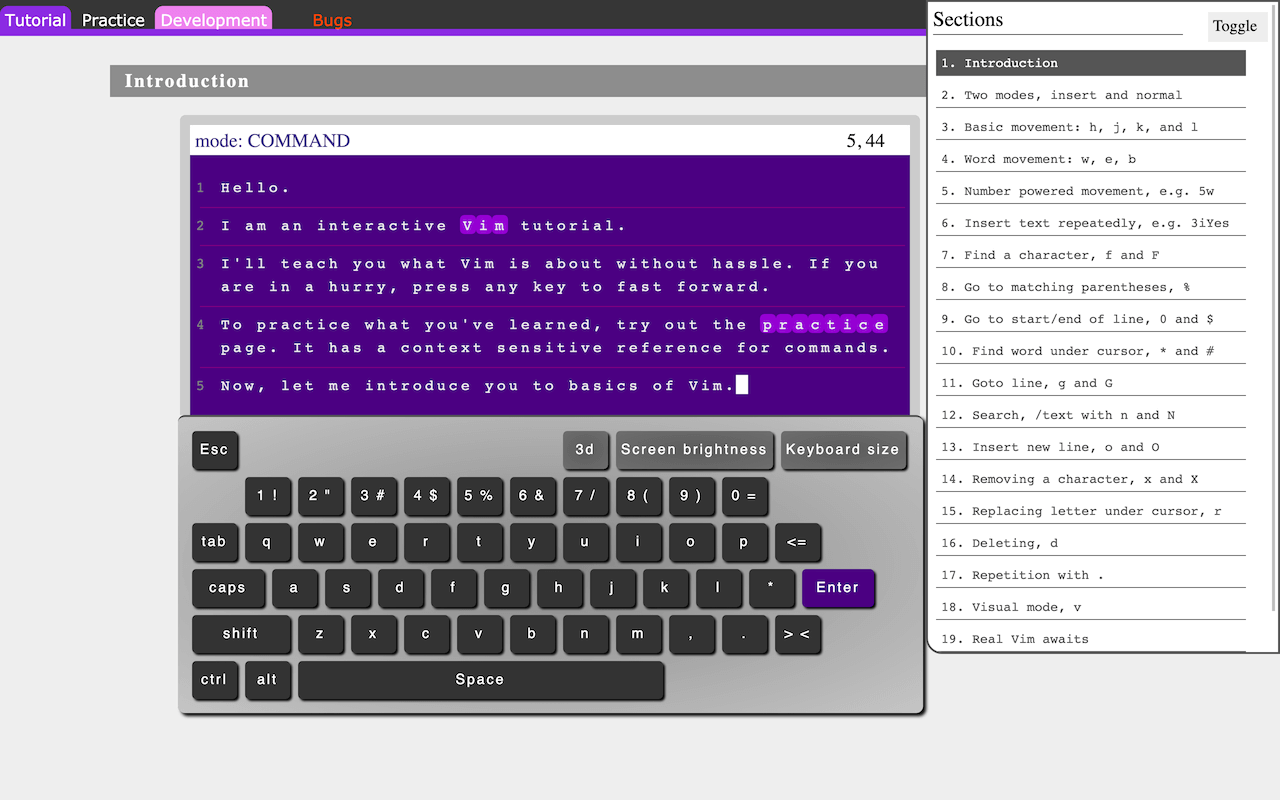 Tutorial Practice Development Bugs
Introduction
mode: COMMAND 5, 44
1 Hello.
2 I am an interactive Vim tutorial.
3 I'll teach you what Vim is about without hassle. If you
are in a hurry, press any key to fast forward.
4 To practice what you've learned, try out the practice
page. It has a context sensitive reference for commands.
5 Now, let me introduce you to basics of Vim.
Esc 3d Screen brightness Keyboard size
1 ! 2 " 3 # 4 $ 5 % 6 & 7 / 8 ( 9 ) 0 =
tab q w e r t y u i o p <=
caps a s d f g h j k l * Enter
shift z x c v b n m , . > <
ctrl alt Space
Sections
Toggle
1. Introduction
2. Two modes, insert and normal
3. Basic movement: h, j, k, and l
4. Word movement: w, e, b
5. Number powered movement, e.g. 5w
6. Insert text repeatedly, e.g. 3iYes
7. Find a character, f and F
8. Go to matching parentheses, %
9. Go to start/end of line, 0 and $
10. Find word under cursor, * and #
11. Goto line, g and G
12. Search, /text with n and N
13. Insert new line, o and O
14. Removing a character, x and X
15. Replacing letter under cursor, r
16. Deleting, d
17. Repetition with .
18. Visual mode, v
19. Real Vim awaits